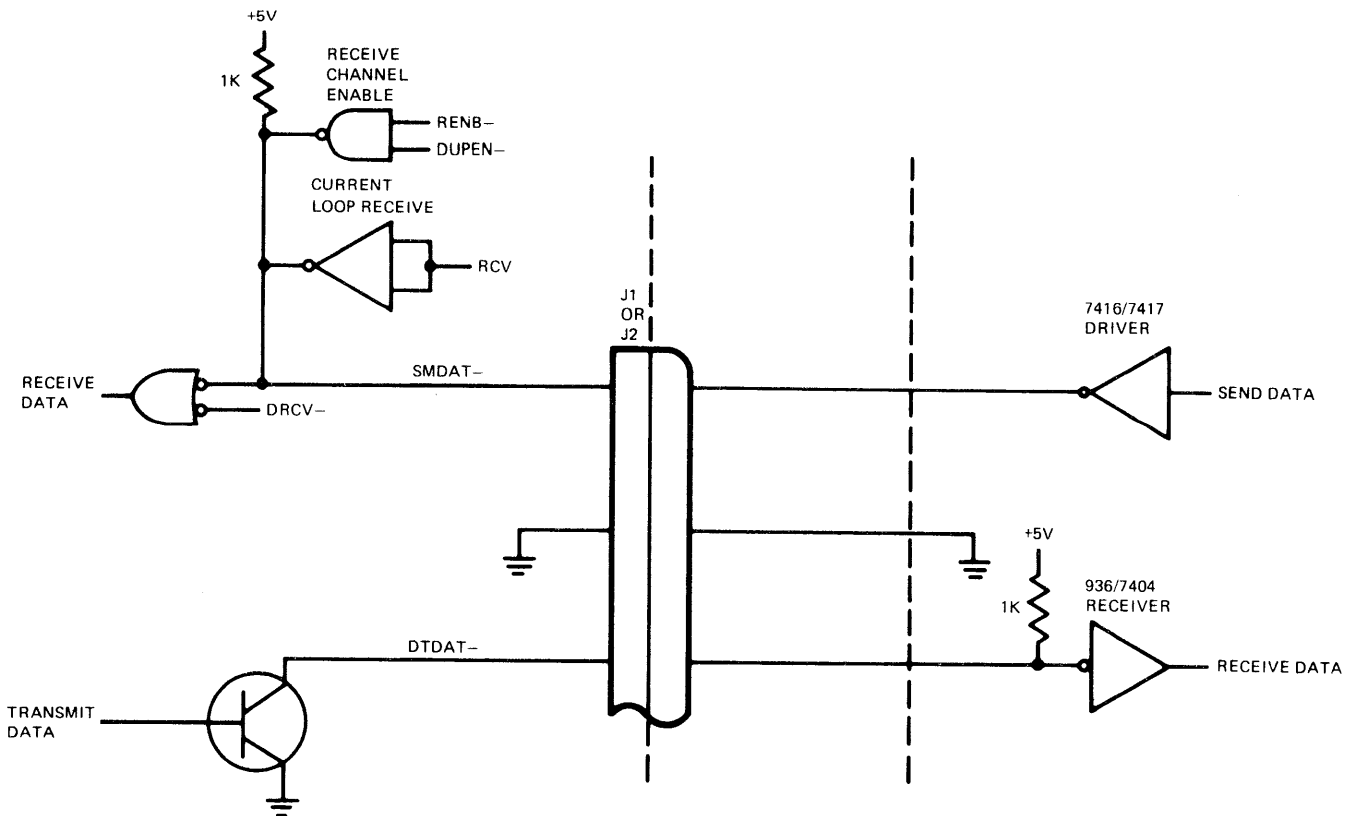 +5V
1K
RECEIVE
CHANNEL
ENABLE
RENB–
DUPEN–
CURRENT
LOOP RECEIVE
RCV
J1
OR
J2
7416/7417
DRIVER
RECEIVE
DATA
SMDAT–
DRCV–
SEND DATA
+5V
1K
936/7404
RECEIVER
DTDAT–
RECEIVE DATA
TRANSMIT
DATA